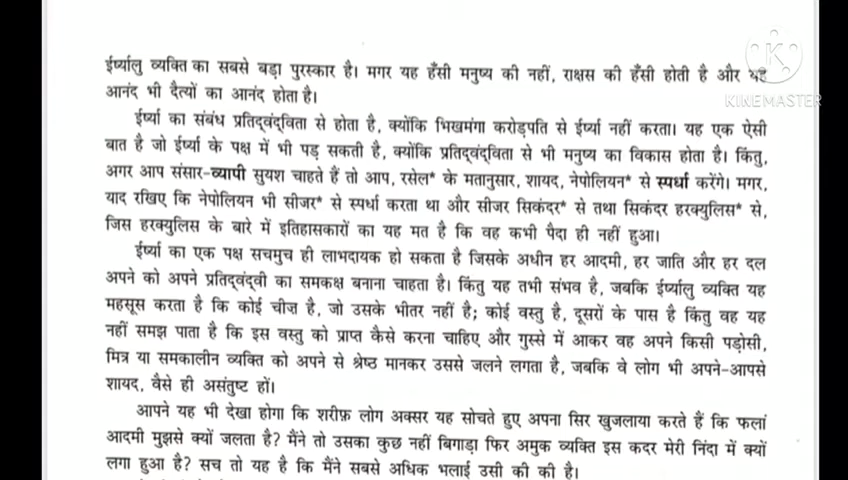 ईर्ष्यालु व्यक्ति का सबसे बड़ा पुरस्कार है। मगर यह हँसी मनुष्य की नहीं, राक्षस की हँसी होती है और यह
आनंद भी दैत्यों का आनंद होता है।
ईर्ष्या का संबंध प्रतिद्वंद्विता से होता है, क्योंकि भिखमंगा करोड़पति से ईर्ष्या नहीं करता। यह एक ऐसी
बात है जो ईर्ष्या के पक्ष में भी पड़ सकती है, क्योंकि प्रतिद्वंद्विता से भी मनुष्य का विकास होता है। किंतु,
अगर आप संसार-व्यापी सुयश चाहते हैं तो आप, रसेल* के मतानुसार, शायद, नेपोलियन* से स्पर्धा करेंगे। मगर,
याद रखिए कि नेपोलियन भी सीजर* से स्पर्धा करता था और सीजर सिकंदर* से तथा सिकंदर हरक्युलिस* से,
जिस हरक्युलिस के बारे में इतिहासकारों का यह मत है कि वह कभी पैदा ही नहीं हुआ।
ईर्ष्या का एक पक्ष सचमुच ही लाभदायक हो सकता है जिसके अधीन हर आदमी, हर जाति और हर दल
अपने को अपने प्रतिद्वंद्वी का समकक्ष बनाना चाहता है। किंतु यह तभी संभव है, जबकि ईर्ष्यालु व्यक्ति यह
महसूस करता है कि कोई चीज़ है, जो उसके भीतर नहीं है; कोई वस्तु है, दूसरों के पास है किंतु वह यह
नहीं समझ पाता है कि इस वस्तु को प्राप्त कैसे करना चाहिए और गुस्से में आकर वह अपने किसी पड़ोसी,
मित्र या समकालीन व्यक्ति को अपने से श्रेष्ठ मानकर उससे जलने लगता है, जबकि वे लोग भी अपने-आपसे
शायद, वैसे ही असंतुष्ट हों।
आपने यह भी देखा होगा कि शरीफ़ लोग अक्सर यह सोचते हुए अपना सिर खुजलाया करते हैं कि फलां
आदमी मुझसे क्यों जलता है? मैंने तो उसका कुछ नहीं बिगाड़ा फिर अमुक व्यक्ति इस कदर मेरी निंदा में क्यों
लगा हुआ है? सच तो यह है कि मैंने सबसे अधिक भलाई उसी की की है।
K
KINEMASTER